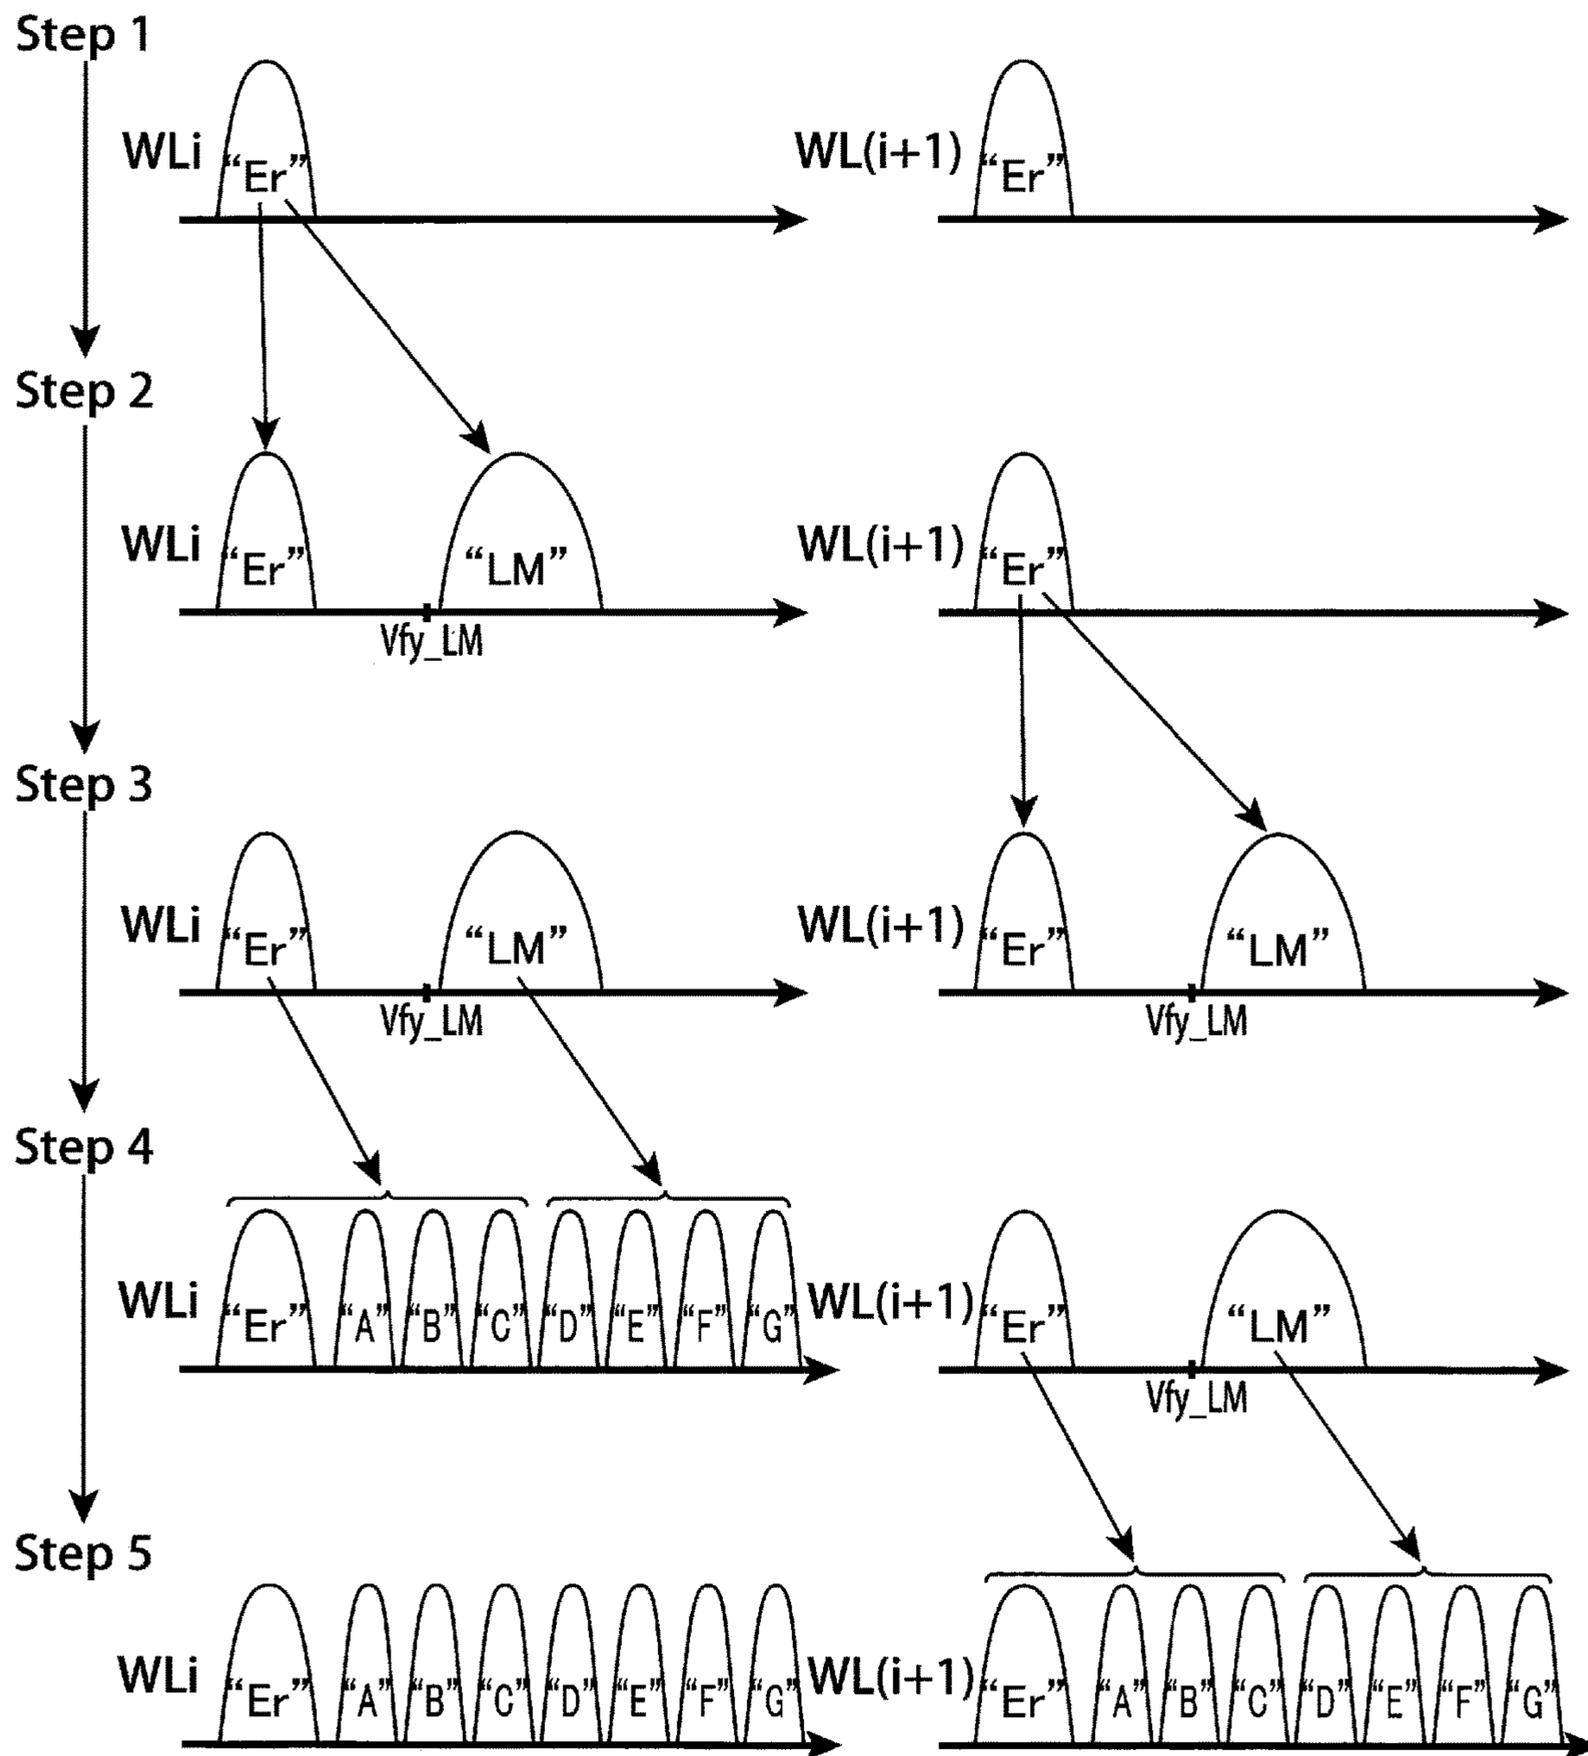 Step 1
WLi “Er” WL(i+1) “Er”
Step 2
WLi “Er” “LM” WL(i+1) “Er”
Vfy_LM
Step 3
WLi “Er” “LM” WL(i+1) “Er” “LM”
Vfy_LM Vfy_LM
Step 4
WLi “Er” “A” “B” “C” “D” “E” “F” “G” WL(i+1) “Er” “LM”
Vfy_LM
Step 5
WLi “Er” “A” “B” “C” “D” “E” “F” “G” WL(i+1) “Er” “A” “B” “C” “D” “E” “F” “G”